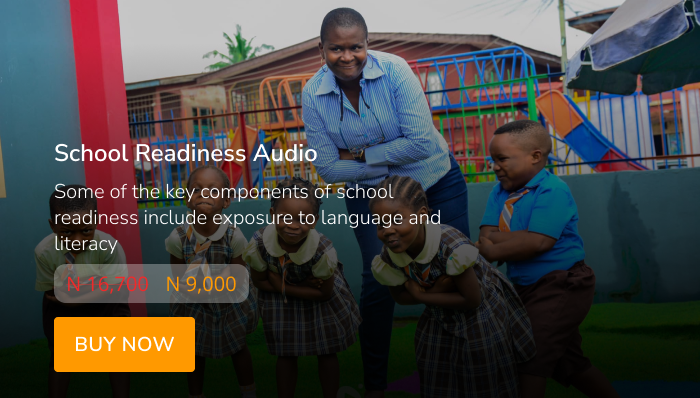 School Readiness Audio
Some of the key components of school
readiness include exposure to language and
literacy
N 16,700 N 9,000
BUY NOW